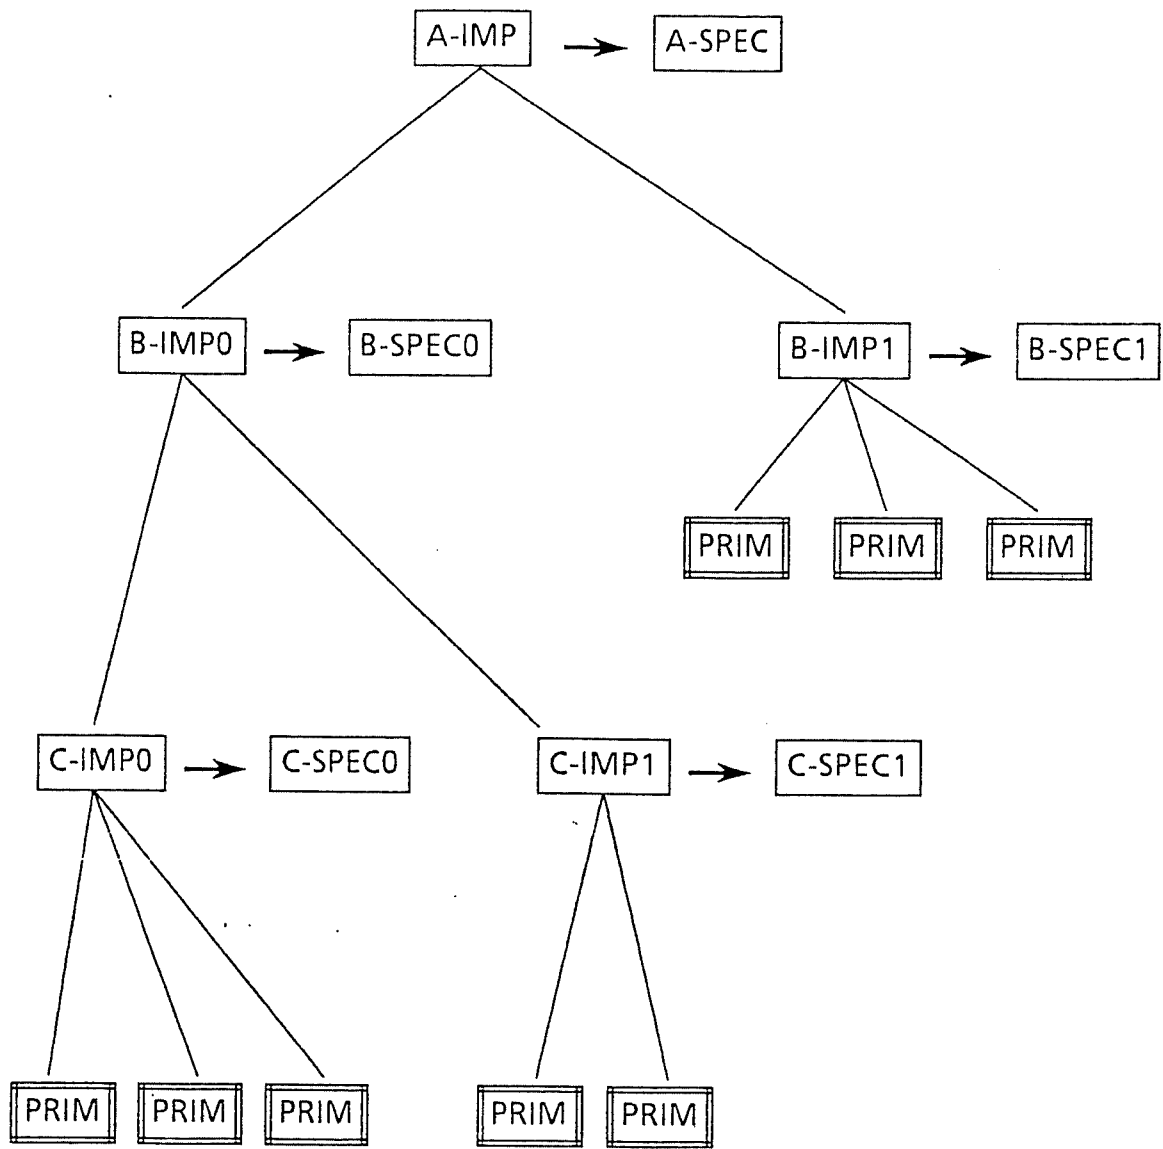 A-IMP
A-SPEC
B-IMP0
B-SPEC0
B-IMP1
B-SPEC1
PRIM
PRIM
PRIM
C-IMP0
C-SPEC0
C-IMP1
C-SPEC1
PRIM
PRIM
PRIM
PRIM
PRIM